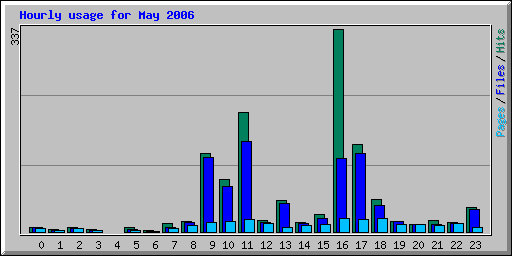 Hourly usage for May 2006
337
Pages/Files/Hits
0 1 2 3 4 5 6 7 8 9 10 11 12 13 14 15 16 17 18 19 20 21 22 23